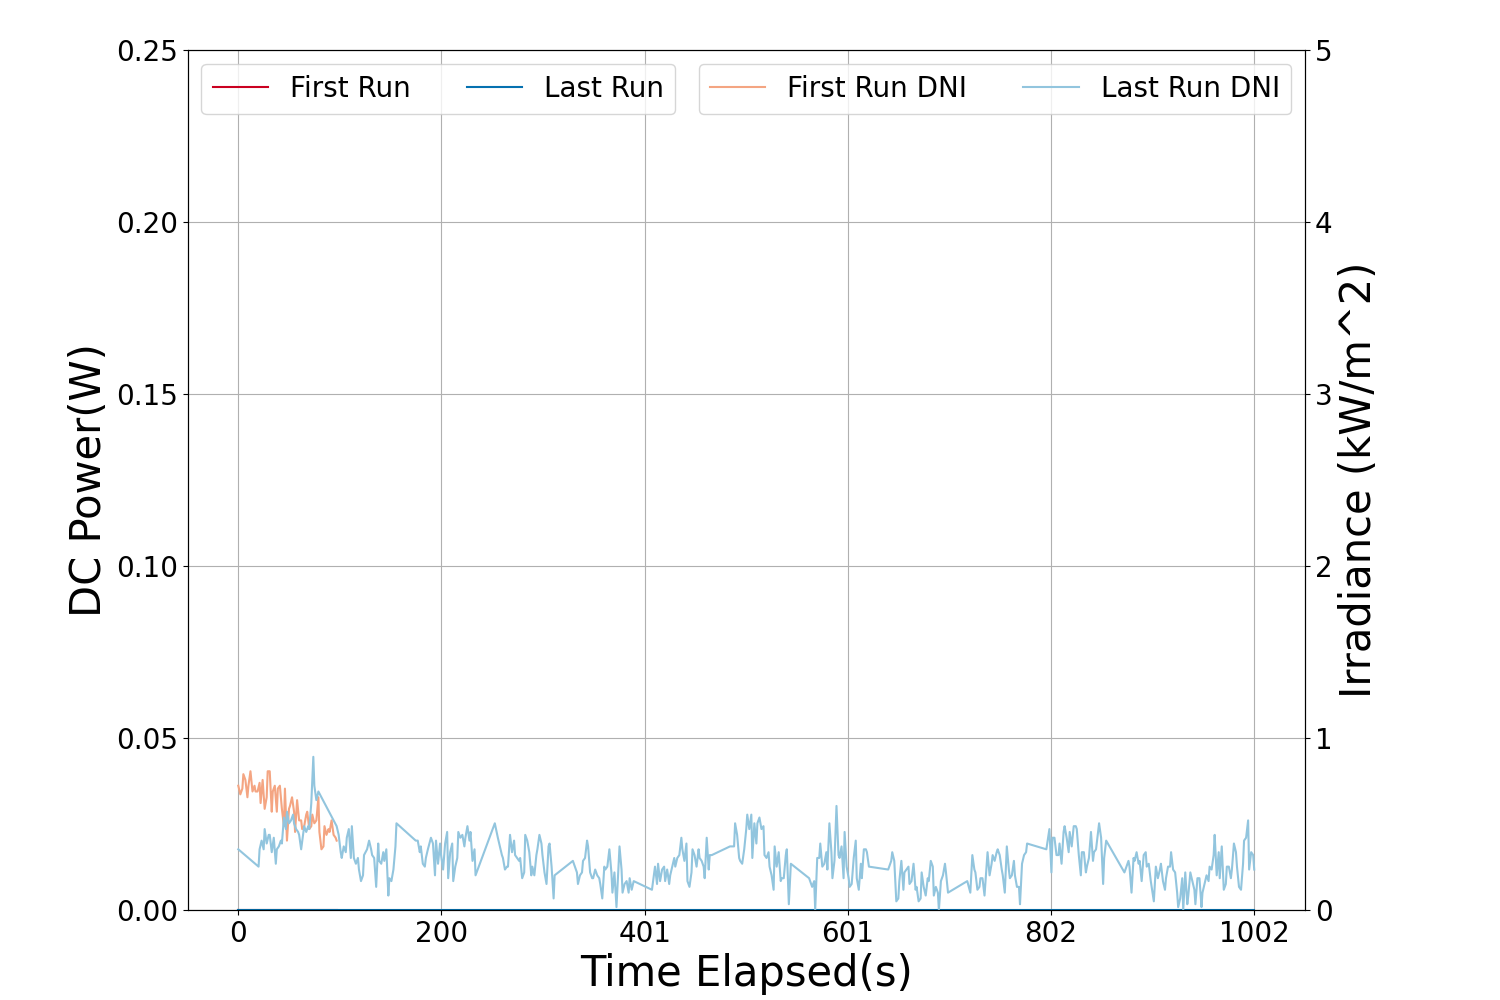 First Run
Last Run
First Run DNI
Last Run DNI
DC Power(W)
0.25
0.20
0.15
0.10
0.05
0.00
5
4
3
2
1
0
Irradiance (kW/m^2)
0
200
401
601
802
1002
Time Elapsed(s)